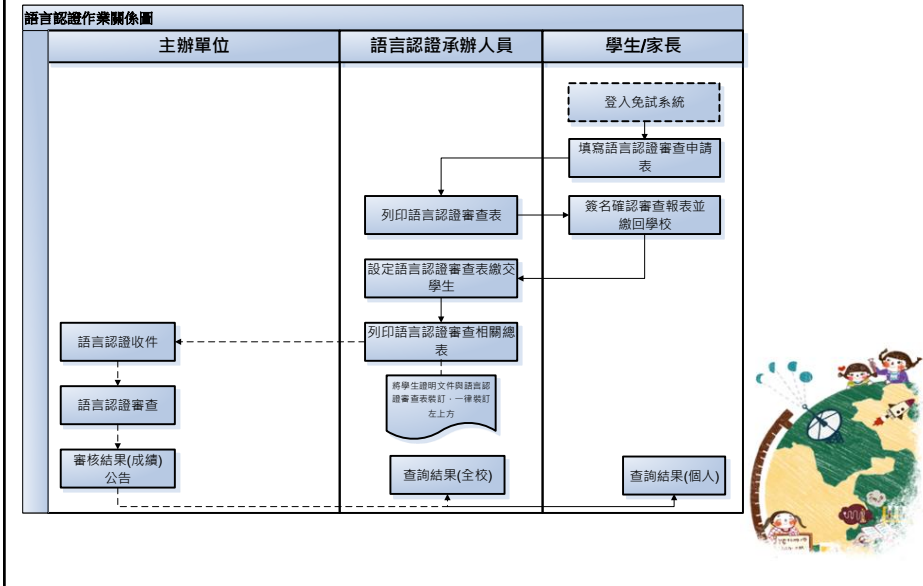 語言認證作業關係圖
主辦單位
語言認證承辦人員
學生/家長
登入免試系統
填寫語言認證審查申請
表
列印語言認證審查表
簽名確認審查報表並
繳回學校
設定語言認證審查表繳交
學生
列印語言認證審查相關總
表
語言認證收件
將學生證明文件與語言認
證審查表裝訂，一律裝訂
左上方
語言認證審查
審核結果(成績)
公告
查詢結果(全校)
查詢結果(個人)